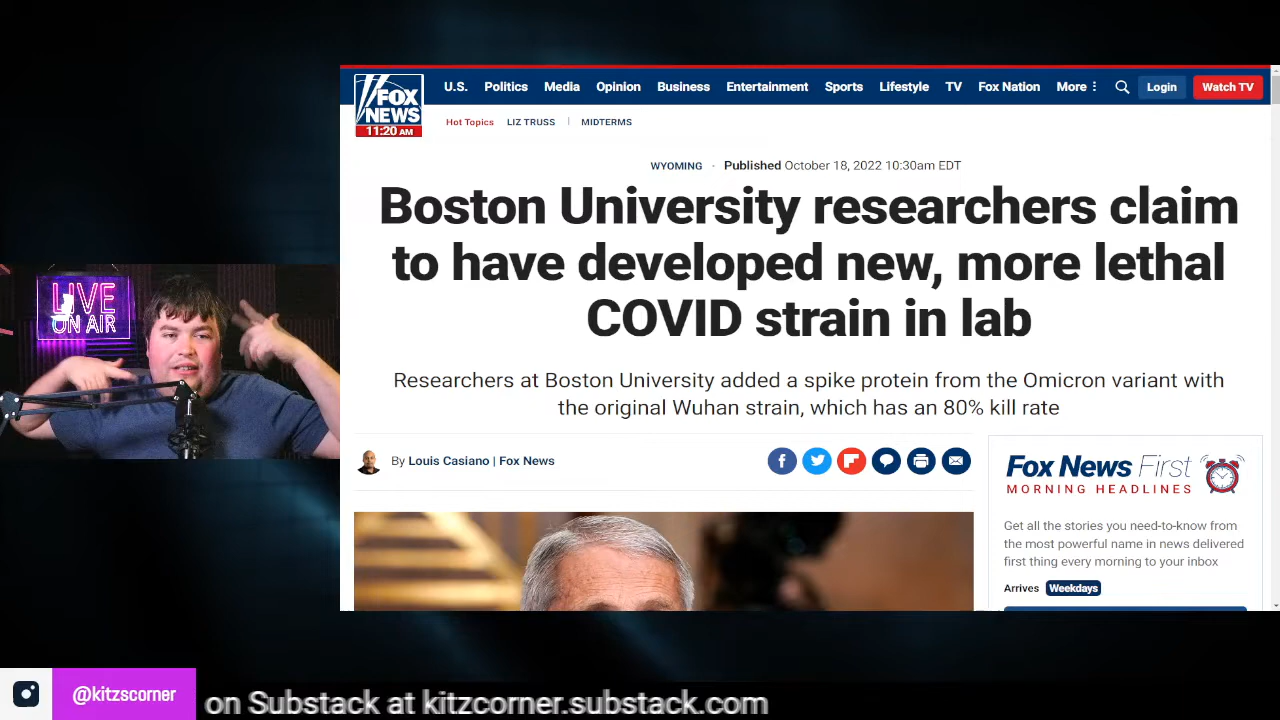 U.S. Politics Media Opinion Business Entertainment Sports Lifestyle TV Fox Nation More Login Watch TV
FOX
NEWS
11:20 AM
Hot Topics LIZ TRUSS | MIDTERMS
WYOMING - Published October 18, 2022 10:30am EDT
Boston University researchers claim
to have developed new, more lethal
COVID strain in lab
Researchers at Boston University added a spike protein from the Omicron variant with
the original Wuhan strain, which has an 80% kill rate
By Louis Casiano | Fox News
Fox News First
MORNING HEADLINES
Get all the stories you need-to-know from
the most powerful name in news delivered
first thing every morning to your inbox
Arrives Weekdays
LIVE
ON AIR
@kitzscorner
on Substack at kitzcorner.substack.com